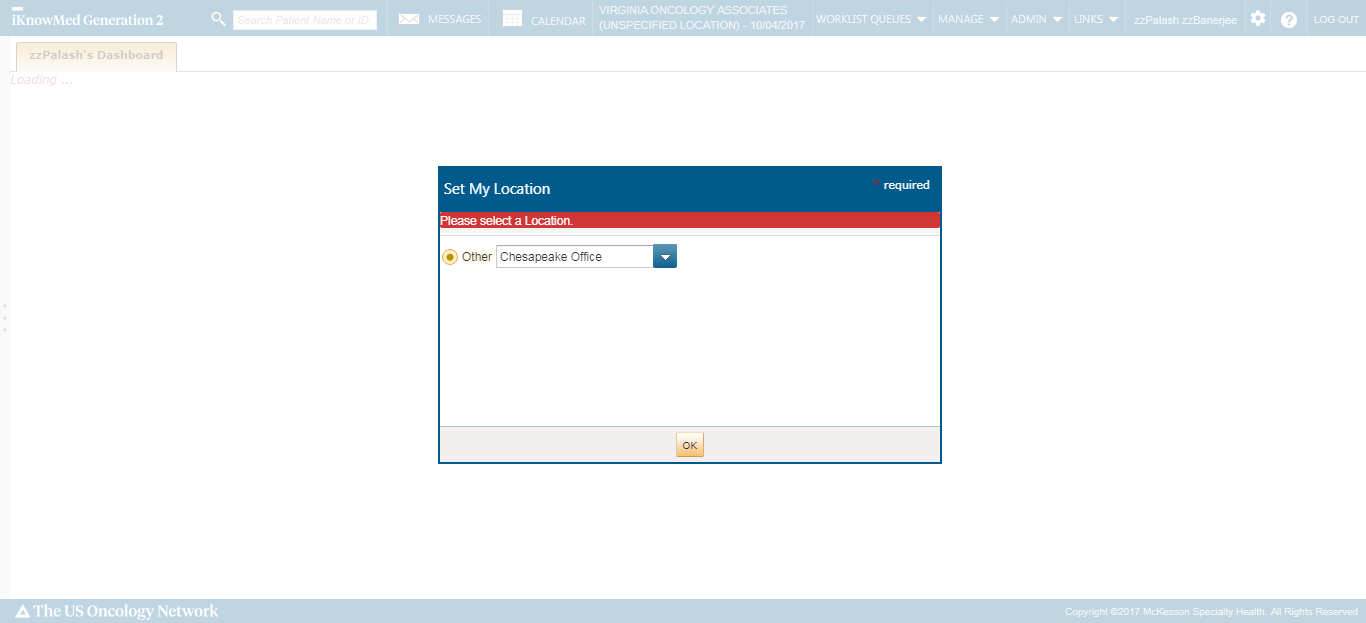 iKnowMed Generation 2
Search Patient Name or ID
MESSAGES
CALENDAR
VIRGINIA ONCOLOGY ASSOCIATES
(UNSPECIFIED LOCATION) - 10/04/2017
WORKLIST QUEUES
MANAGE
ADMIN
LINKS
zzPalash zzBanerjee
?
LOG OUT
zzPalash's Dashboard
Loading ...
Set My Location
* required
Please select a Location.
Other
Chesapeake Office
OK
The US Oncology Network
Copyright ©2017 McKesson Specialty Health. All Rights Reserved